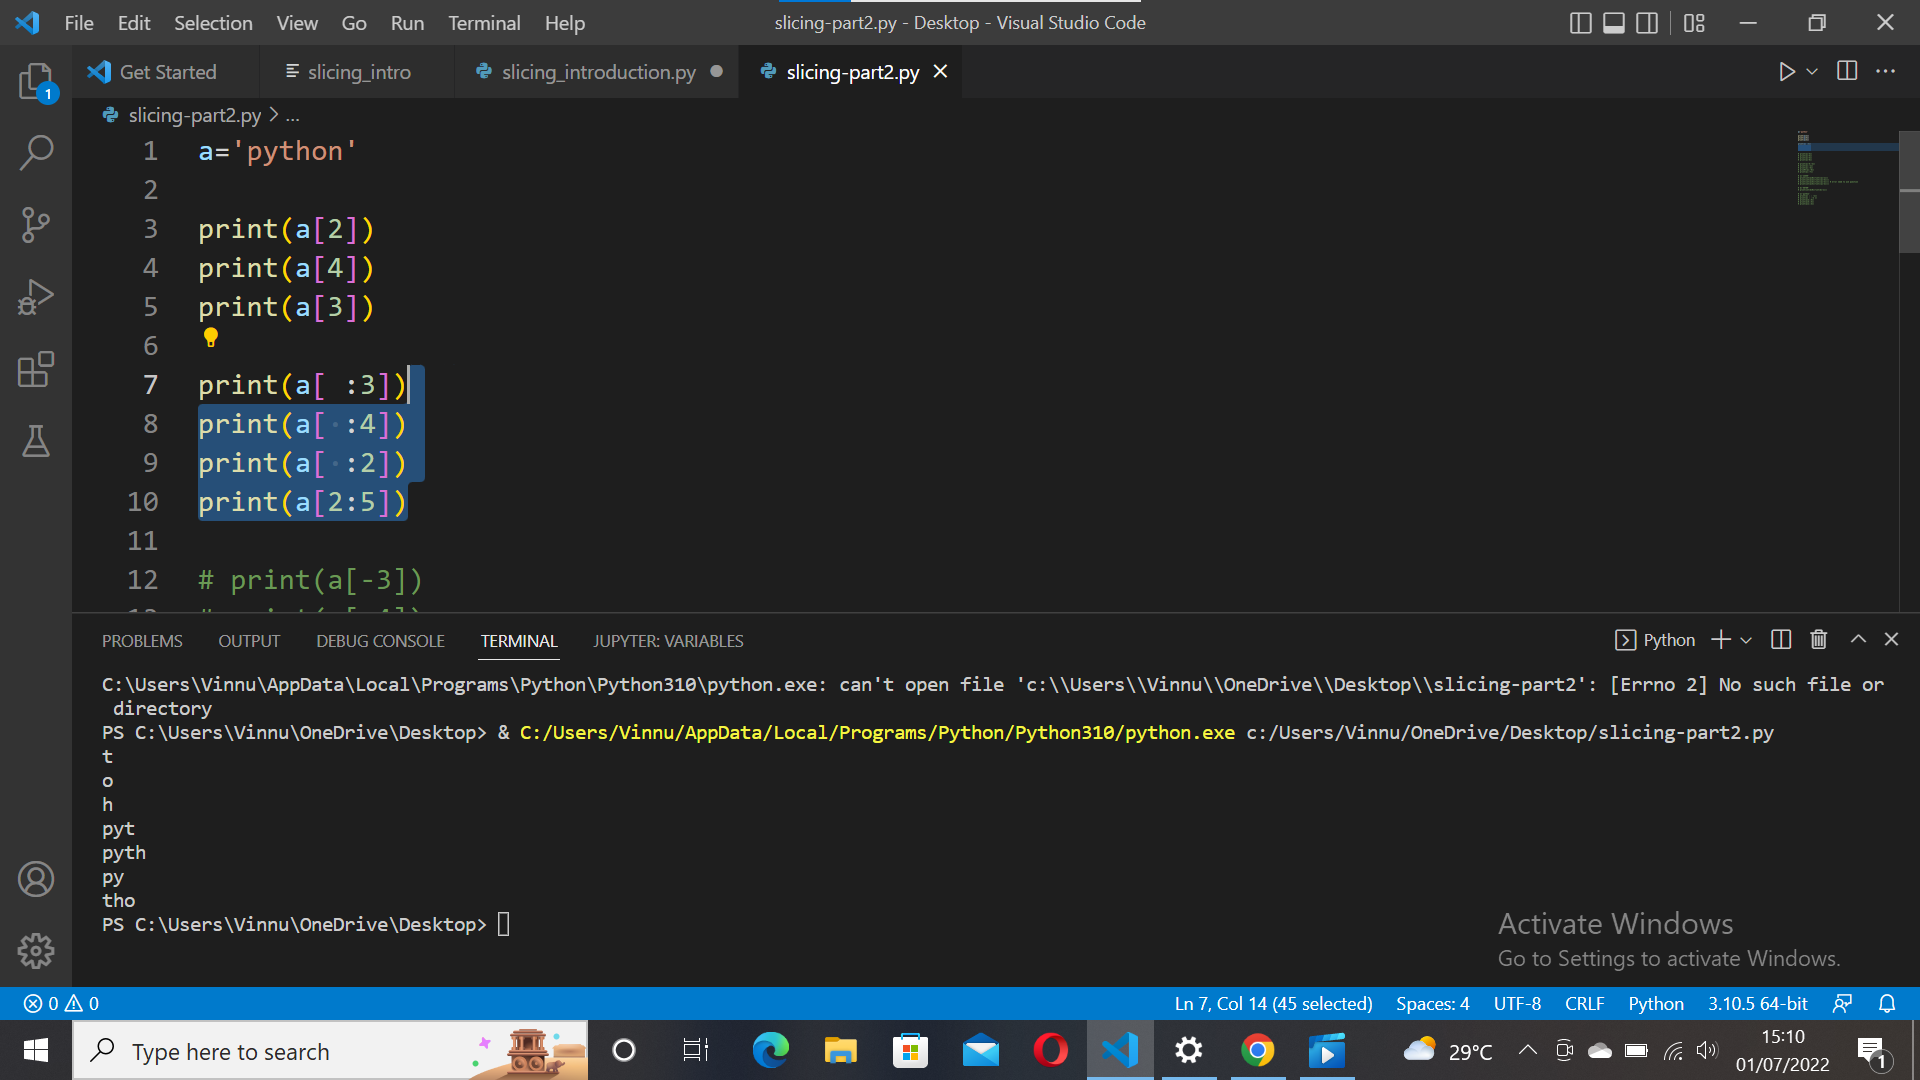 File Edit Selection View Go Run Terminal Help
slicing-part2.py - Desktop - Visual Studio Code
Get Started
slicing_intro
slicing_introduction.py
slicing-part2.py
1
slicing-part2.py > ...
1 a='python'
2
3 print(a[2])
4 print(a[4])
5 print(a[3])
6
7 print(a[ :3])
8 print(a[ :4])
9 print(a[ :2])
10 print(a[2:5])
11
12 # print(a[-3])
PROBLEMS OUTPUT DEBUG CONSOLE TERMINAL JUPYTER: VARIABLES
Python
C:\Users\Vinnu\AppData\Local\Programs\Python\Python310\python.exe: can't open file 'c:\\Users\\Vinnu\\OneDrive\\Desktop\\slicing-part2': [Errno 2] No such file or
directory
PS C:\Users\Vinnu\OneDrive\Desktop> & C:/Users/Vinnu/AppData/Local/Programs/Python/Python310/python.exe c:/Users/Vinnu/OneDrive/Desktop/slicing-part2.py
t
o
h
pyt
pyth
py
tho
PS C:\Users\Vinnu\OneDrive\Desktop>
Activate Windows
Go to Settings to activate Windows.
0 0
Ln 7, Col 14 (45 selected) Spaces: 4 UTF-8 CRLF Python 3.10.5 64-bit
Type here to search
29°C
15:10
01/07/2022
1